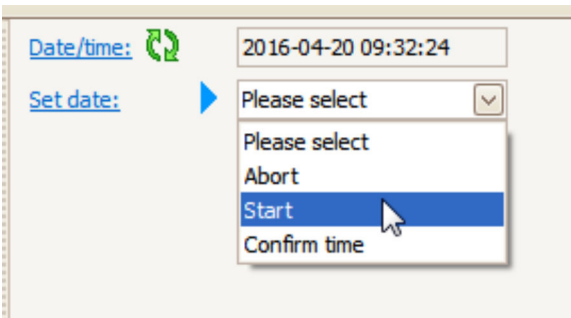 Date/time: 2016-04-20 09:32:24
Set date: Please select
Please select
Abort
Start
Confirm time